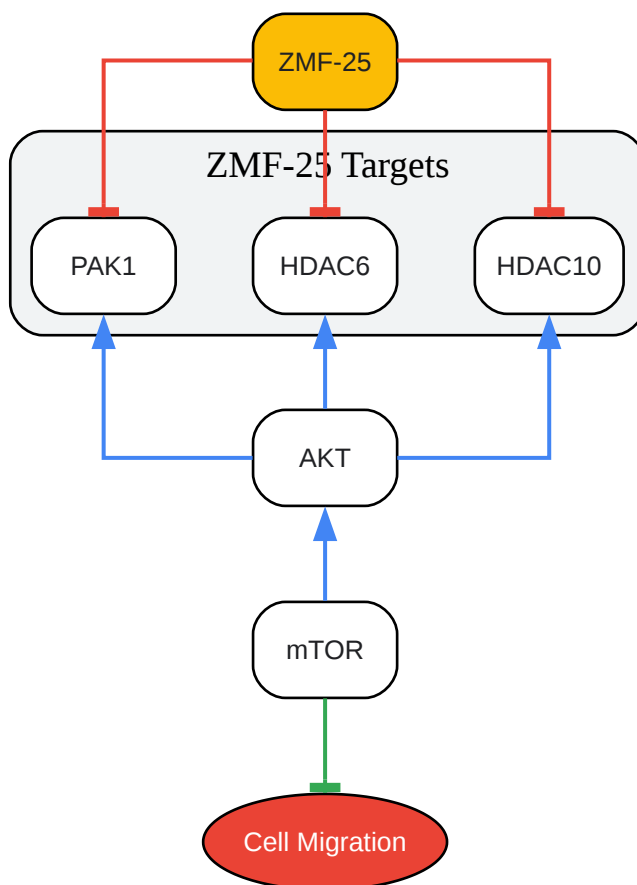 ZMF-25
ZMF-25 Targets
PAK1
HDAC6
HDAC10
AKT
mTOR
Cell Migration